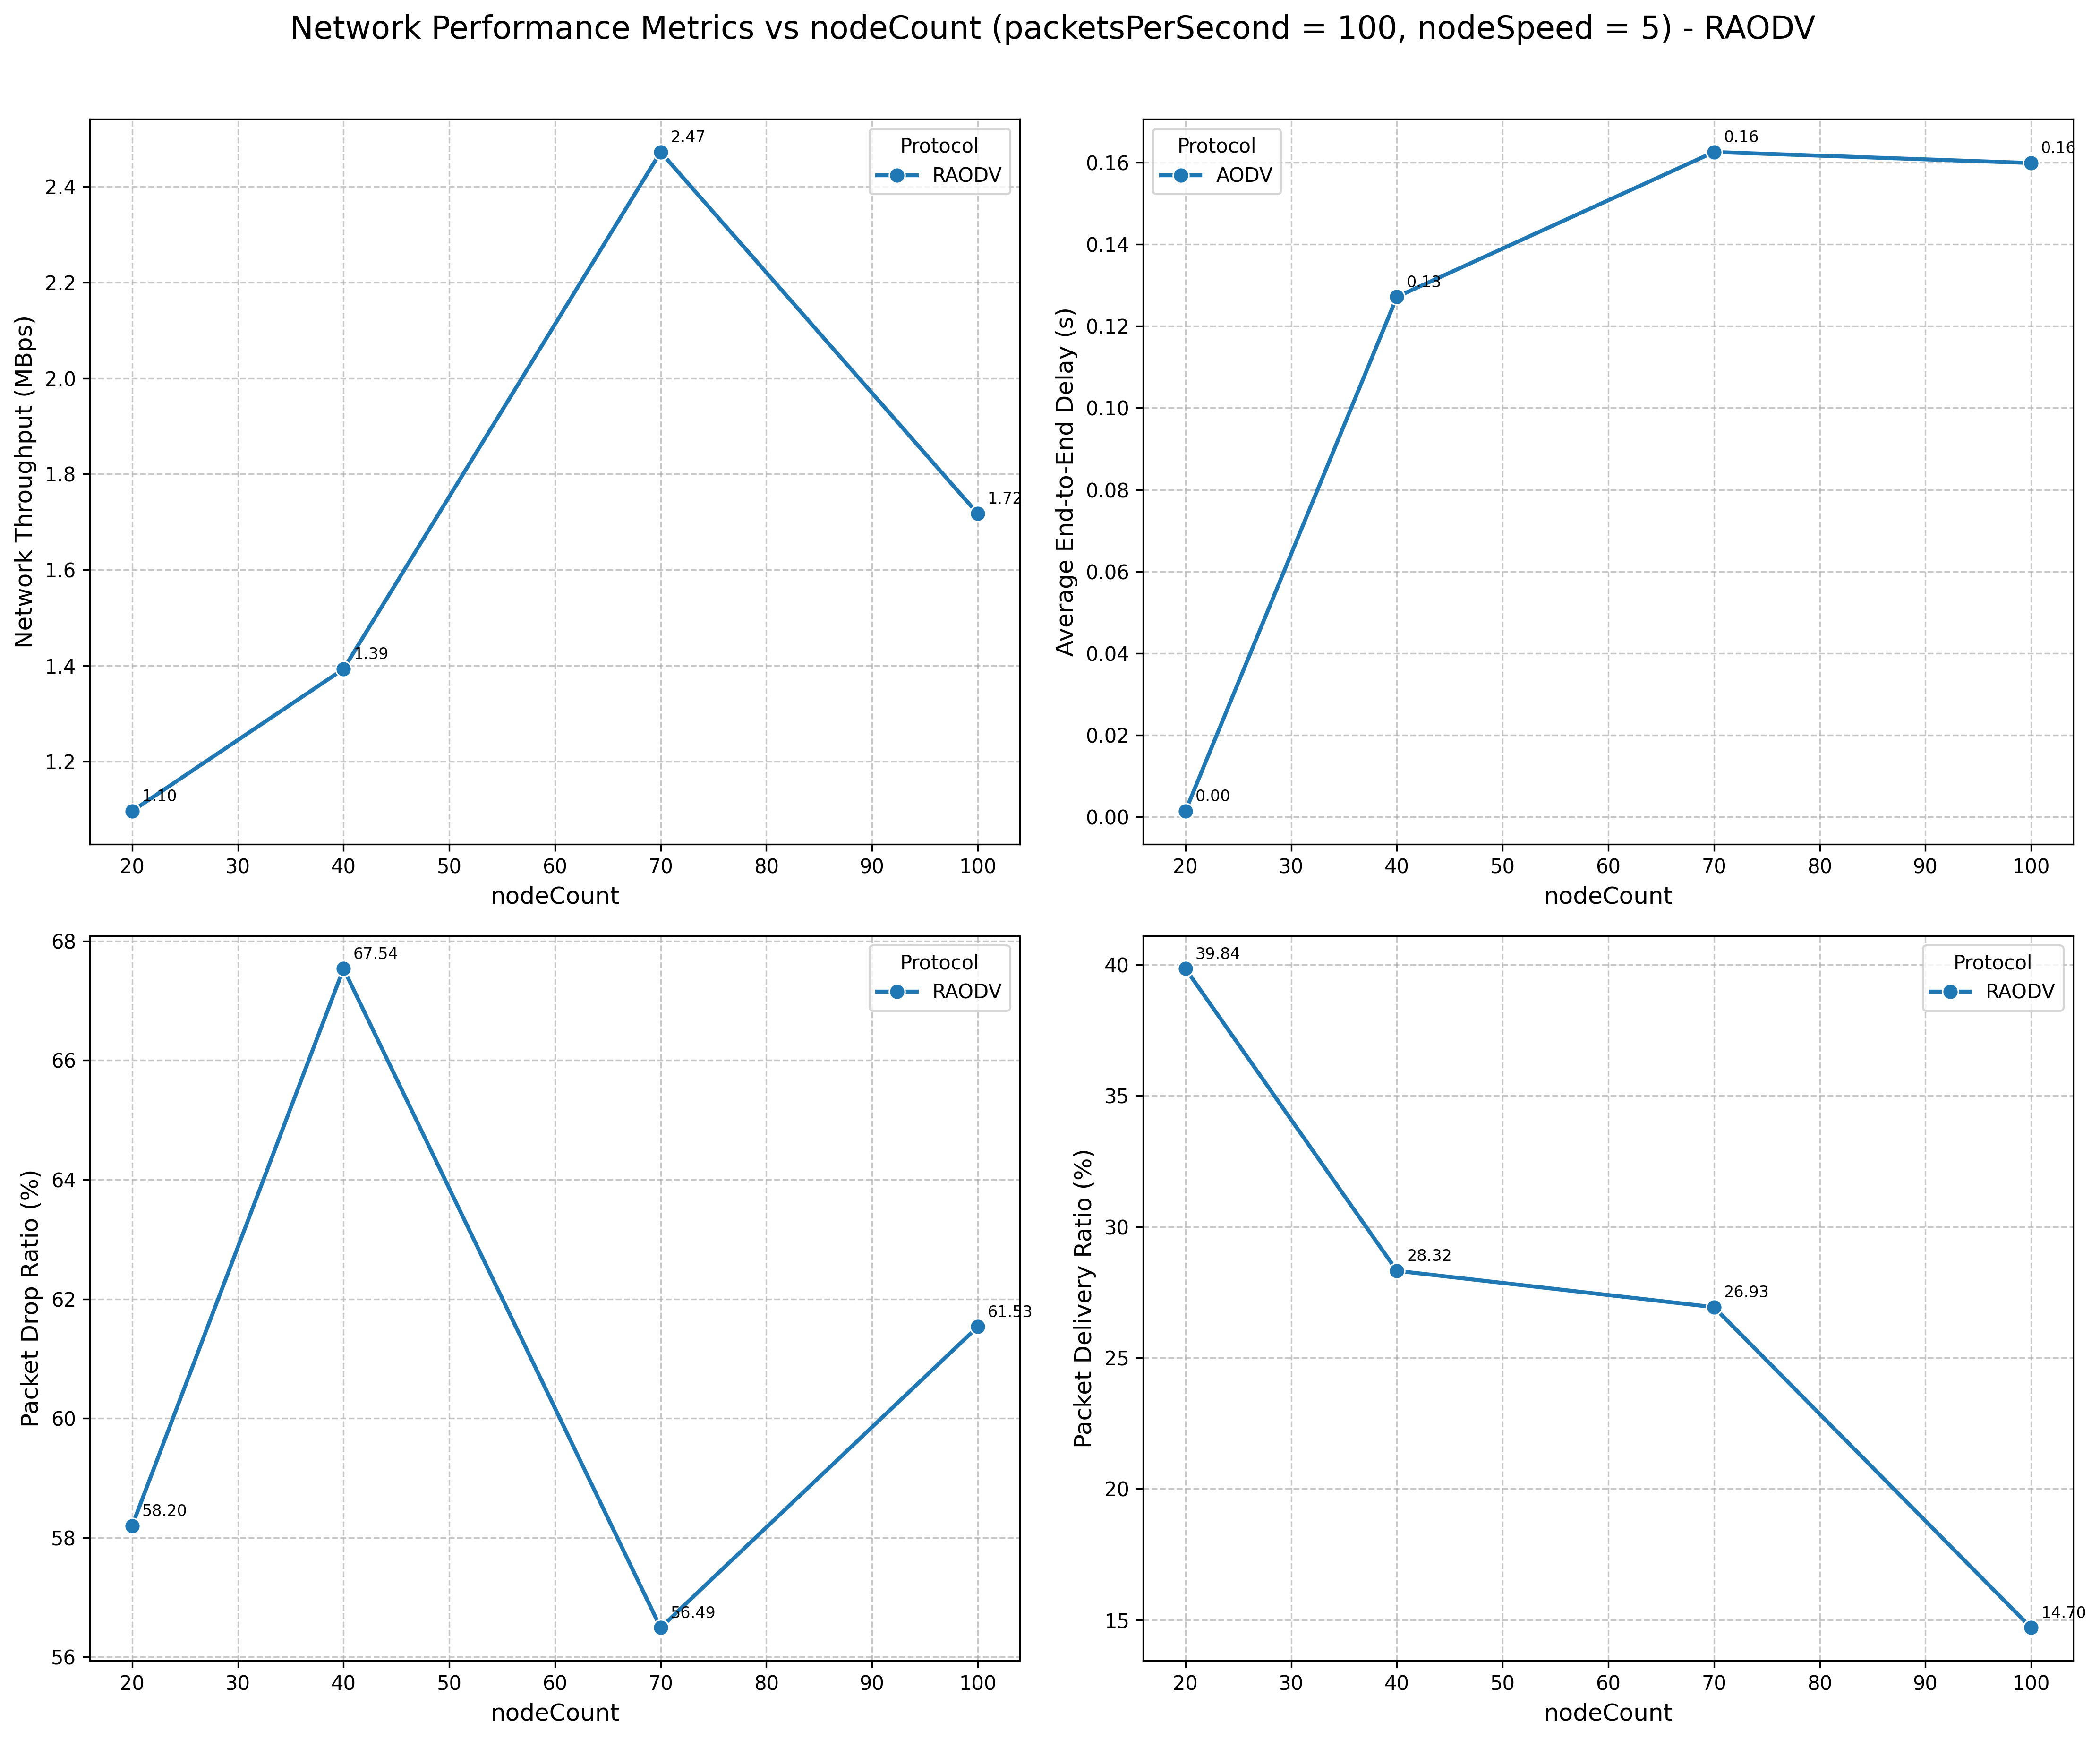 Network Performance Metrics vs nodeCount (packetsPerSecond = 100, nodeSpeed = 5) - RAODV
Network Throughput (MBps)
2.4
2.2
2.0
1.8
1.6
1.4
1.2
1.10
1.39
2.47
1.72
Protocol
RAODV
20 30 40 50 60 70 80 90 100
nodeCount
Average End-to-End Delay (s)
0.16
0.14
0.12
0.10
0.08
0.06
0.04
0.02
0.00
0.00
0.13
0.16
0.16
Protocol
AODV
20 30 40 50 60 70 80 90 100
nodeCount
Packet Drop Ratio (%)
68
66
64
62
60
58
56
58.20
67.54
56.49
61.53
Protocol
RAODV
20 30 40 50 60 70 80 90 100
nodeCount
Packet Delivery Ratio (%)
40
35
30
25
20
15
39.84
28.32
26.93
14.70
Protocol
RAODV
20 30 40 50 60 70 80 90 100
nodeCount